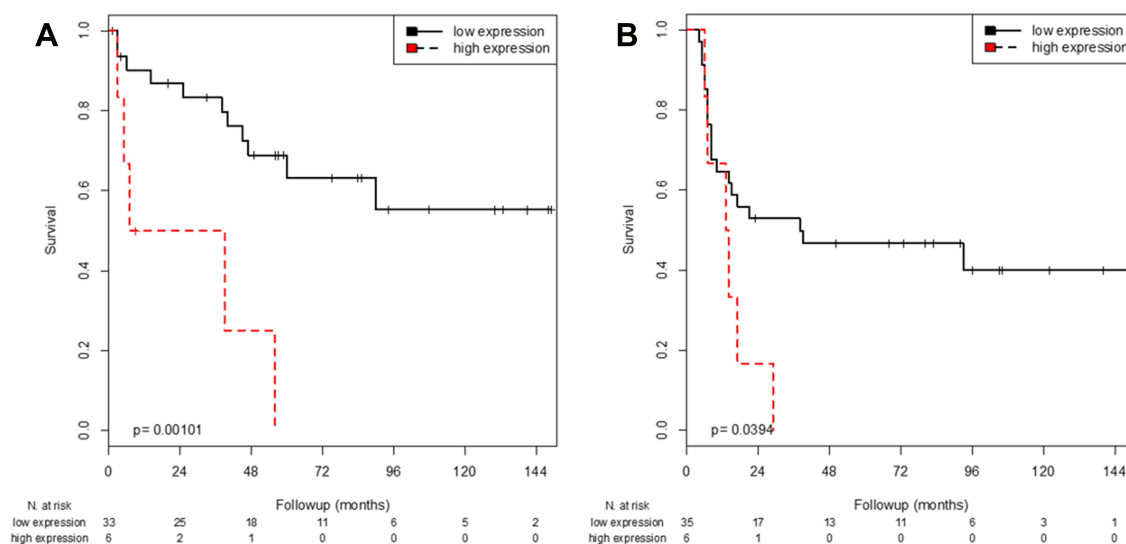 A
low expression
high expression
1.0
0.8
0.6
0.4
0.2
0.0
Survival
p= 0.00101
0 24 48 72 96 120 144
Followup (months)
N. at risk
low expression 33 25 18 11 6 5 2
high expression 6 2 1 0 0 0 0
B
low expression
high expression
1.0
0.8
0.6
0.4
0.2
0.0
Survival
p= 0.0394
0 24 48 72 96 120 144
Followup (months)
N. at risk
low expression 35 17 13 11 6 3 1
high expression 6 1 0 0 0 0 0